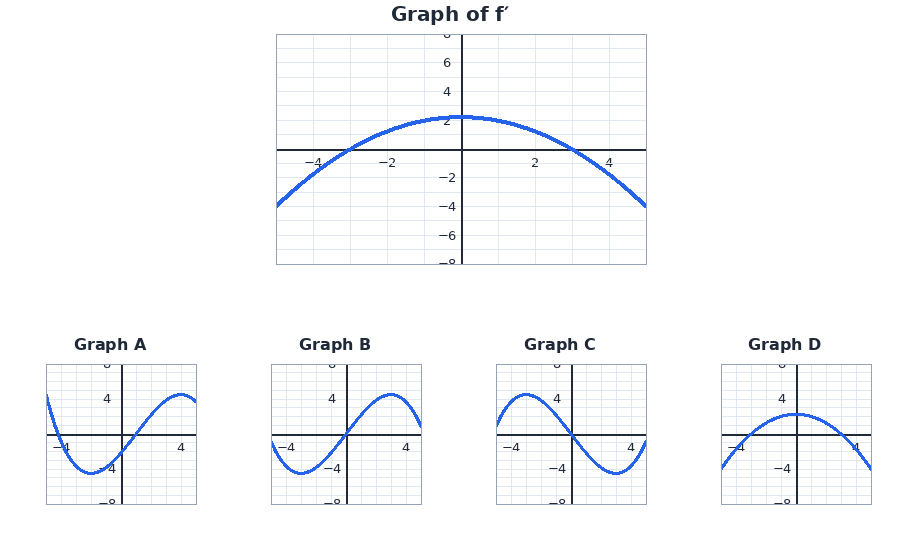 Graph of f′
8
6
4
2
−4 −2 2 4
−2
−4
−6
−8
Graph A Graph B Graph C Graph D
8 8 8 8
4 4 4 4
−4 4 −4 4 −4 4 −4 4
−4 −4 −4 −4
−8 −8 −8 −8